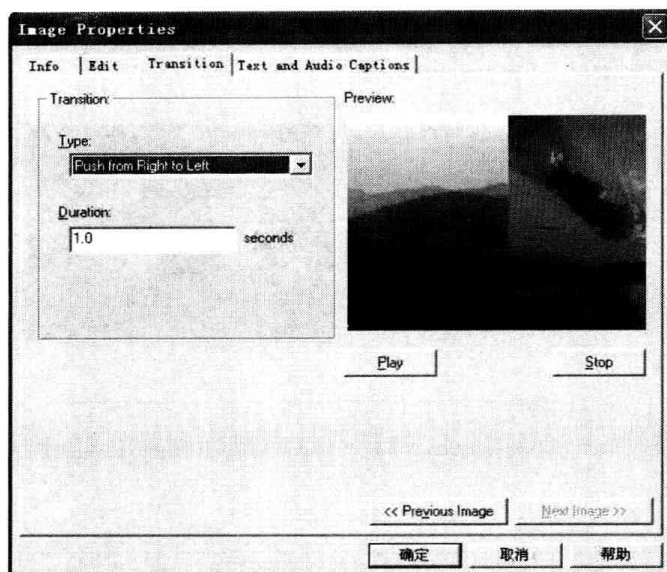 Image Properties
Info Edit Transition Text and Audio Captions
Transition:
Type:
Push from Right to Left
Duration:
1.0 seconds
Preview:
Play Stop
<< Previous Image Next Image >>
确定 取消 帮助